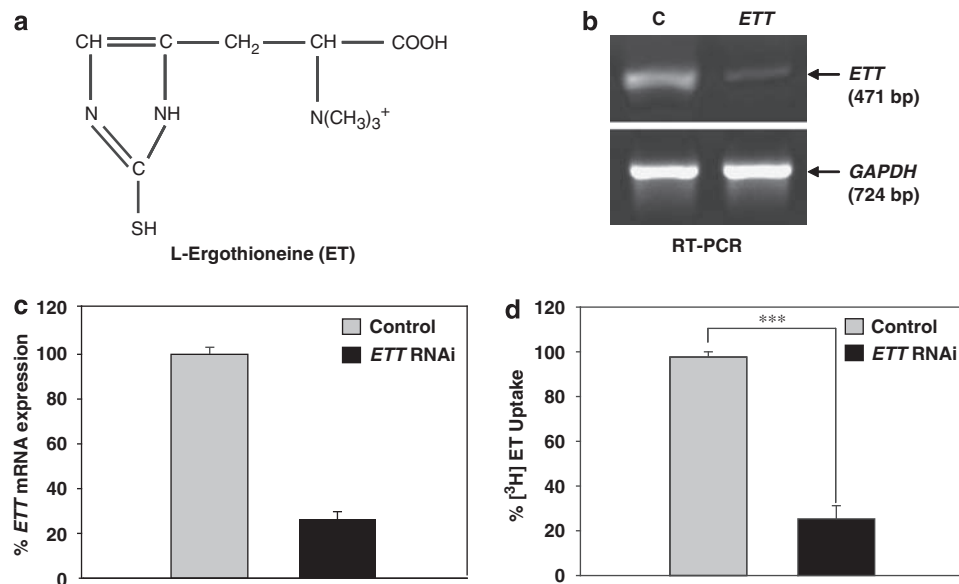 a
CH C CH₂ CH COOH
N NH N(CH₃)₃⁺
C
SH
L-Ergothioneine (ET)
b
C ETT
ETT
(471 bp)
GAPDH
(724 bp)
RT-PCR
c
% ETT mRNA expression
120
100
80
60
40
20
0
Control
ETT RNAi
d
% [³H] ET Uptake
120
100
80
60
40
20
0
***
Control
ETT RNAi